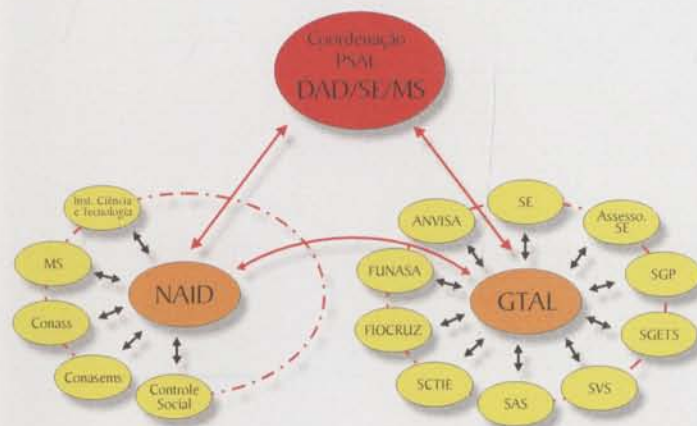 Coordenação
PSAL
DAD/SE/MS
Inst. Ciência
e Tecnologia
MS
Conass
Conasems
Controle
Social
NAID
ANVISA
SE
Assesso.
SE
FUNASA
SGP
GTAL
FIOCRUZ
SGETS
SCTIE
SAS
SVS